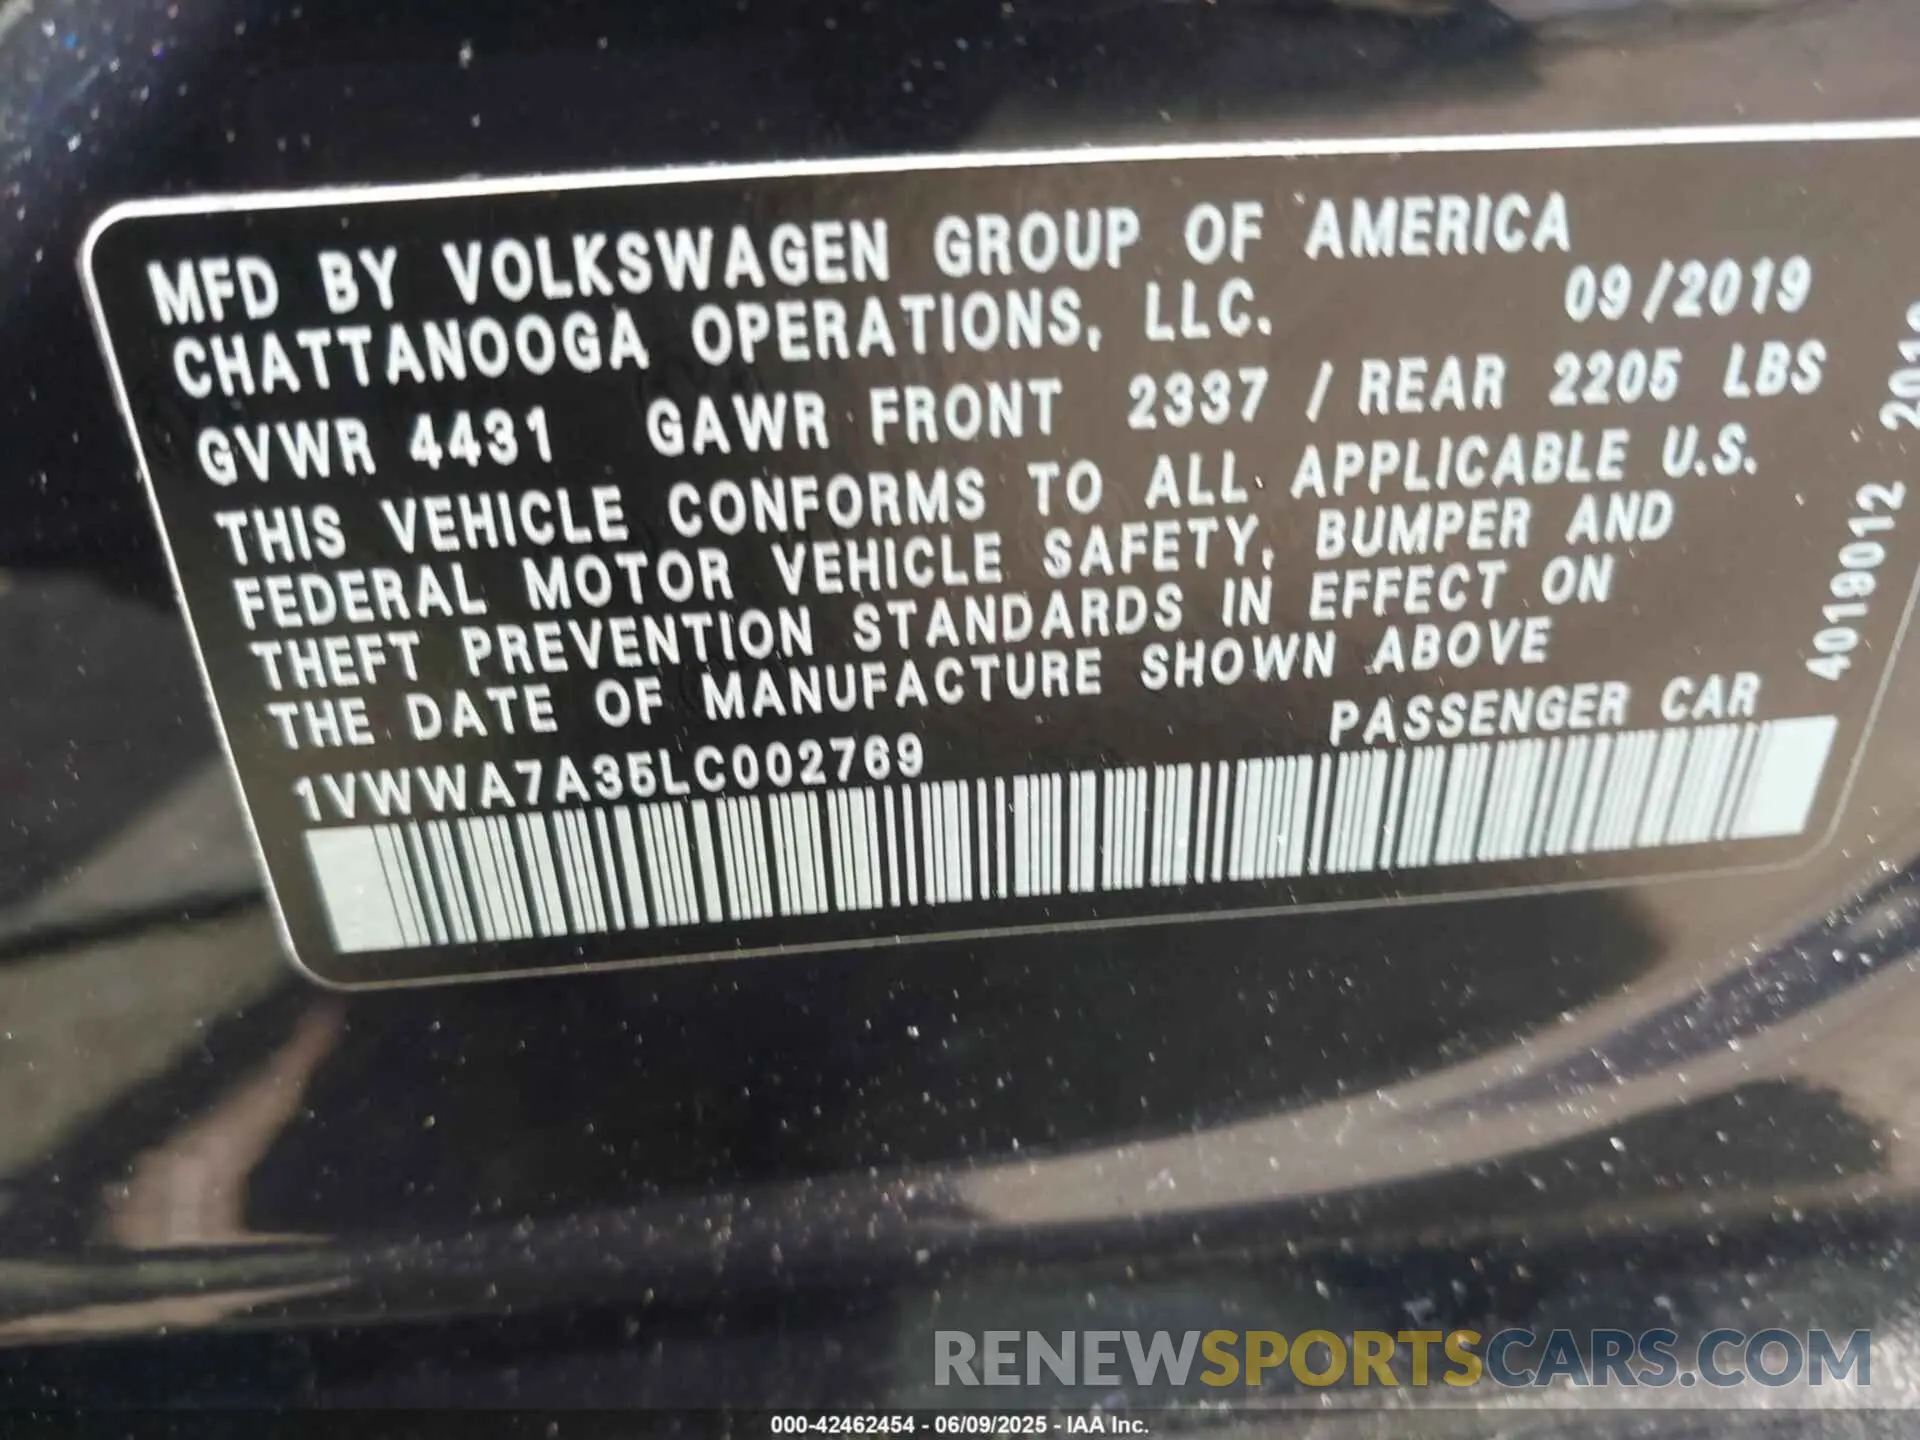 MFD BY VOLKSWAGEN GROUP OF AMERICA
CHATTANOOGA OPERATIONS, LLC. 09/2019
GVWR 4431 GAWR FRONT 2337 / REAR 2205 LBS
THIS VEHICLE CONFORMS TO ALL APPLICABLE U.S.
FEDERAL MOTOR VEHICLE SAFETY, BUMPER AND
THEFT PREVENTION STANDARDS IN EFFECT ON
THE DATE OF MANUFACTURE SHOWN ABOVE
PASSENGER CAR
1VWWA7A35LC002769
4019012
RENEWSPORTSCARS.COM
000-42462454 - 06/09/2025 - IAA Inc.